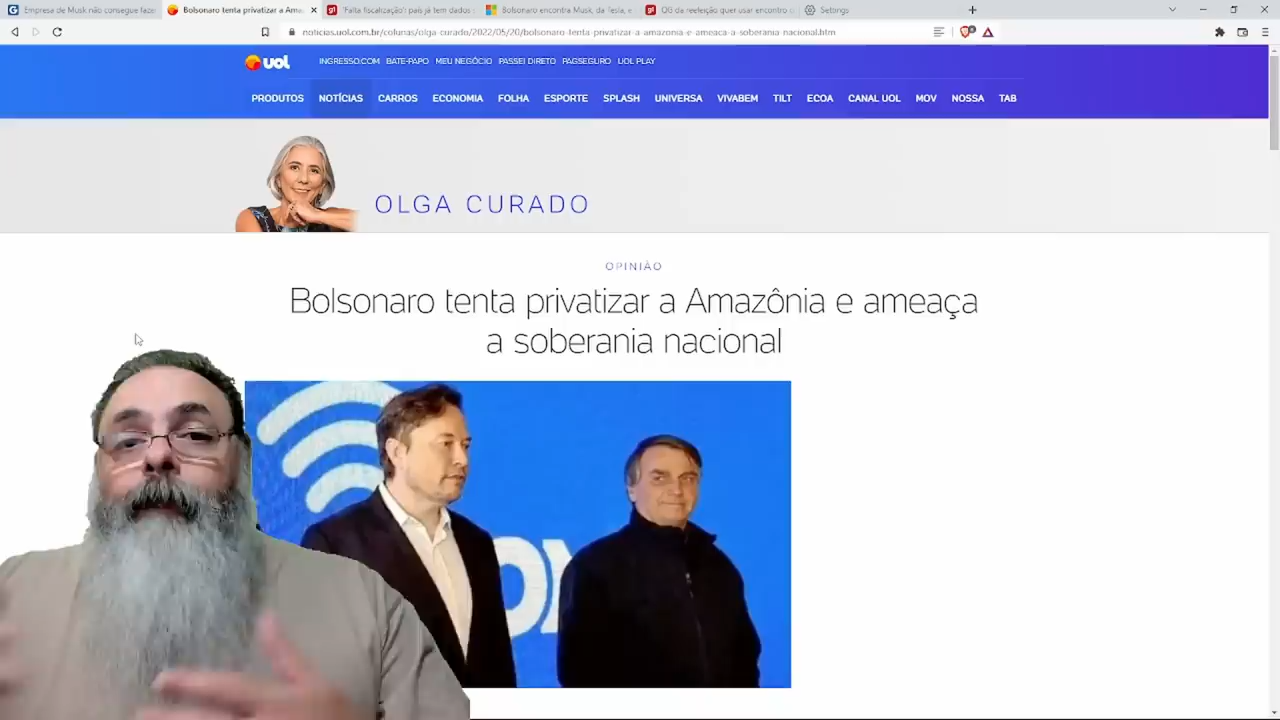 Empresa de Musk não consegue faze
Bolsonaro tenta privatizar a Ama
'Falta fiscalização': país já tem dados
Bolsonaro encontra Musk, da Tesla, e
QG da reeleição quer usar encontro
Settings
noticias.uol.com.br/colunas/olga-curado/2022/05/20/bolsonaro-tenta-privatizar-a-amazonia-e-ameaca-a-soberania-nacional.htm
UOL INGRESSO.COM BATE-PAPO MEU NEGÓCIO PASSEI DIRETO PAGSEGURO UOL PLAY
PRODUTOS NOTÍCIAS CARROS ECONOMIA FOLHA ESPORTE SPLASH UNIVERSA VIVABEM TILT ECOA CANAL UOL MOV NOSSA TAB
OLGA CURADO
OPINIÃO
Bolsonaro tenta privatizar a Amazônia e ameaça
a soberania nacional